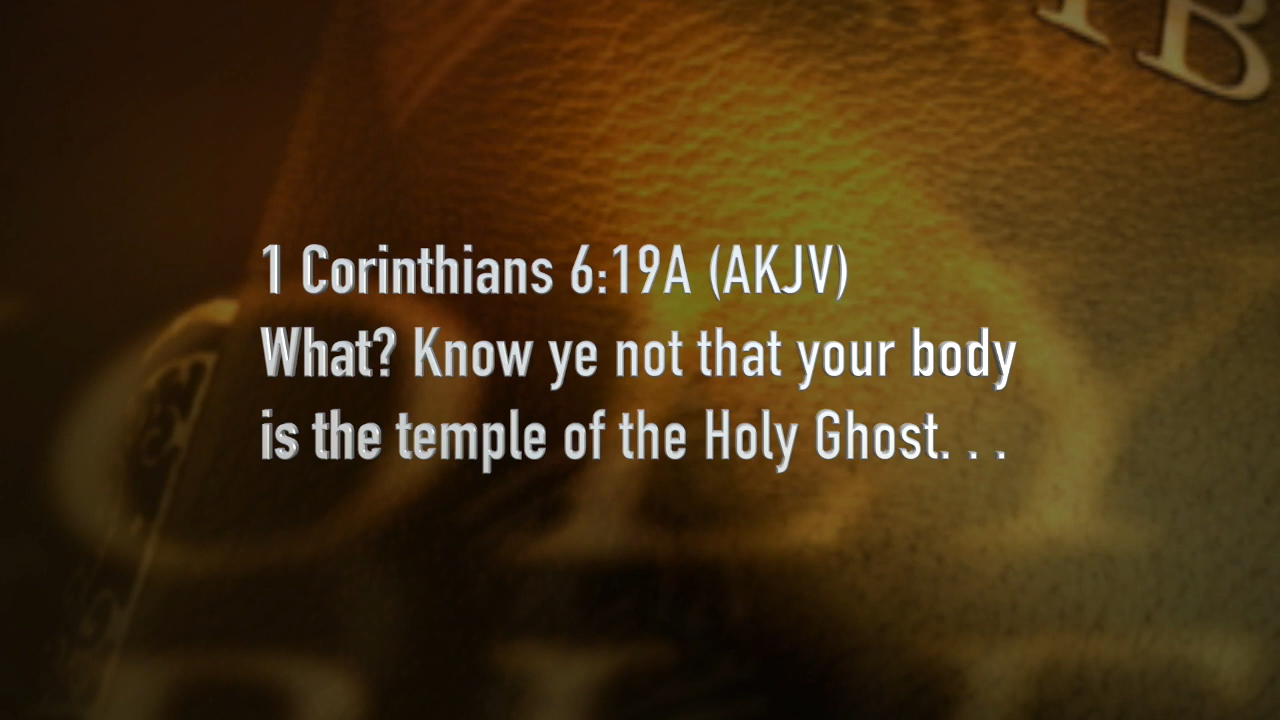 1 Corinthians 6:19A (AKJV)
What? Know ye not that your body
is the temple of the Holy Ghost. . .